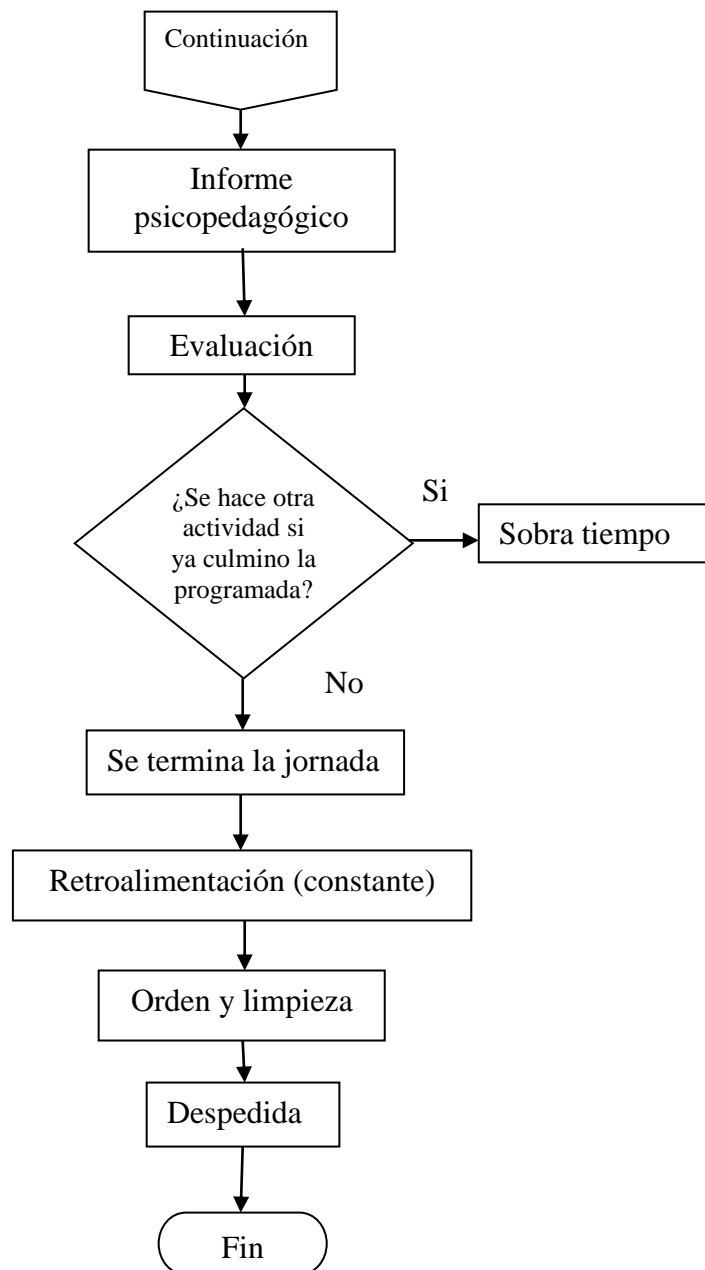 Continuación
Informe
psicopedagógico
Evaluación
¿Se hace otra
actividad si
ya culmino la
programada?
Si
Sobra tiempo
No
Se termina la jornada
Retroalimentación (constante)
Orden y limpieza
Despedida
Fin